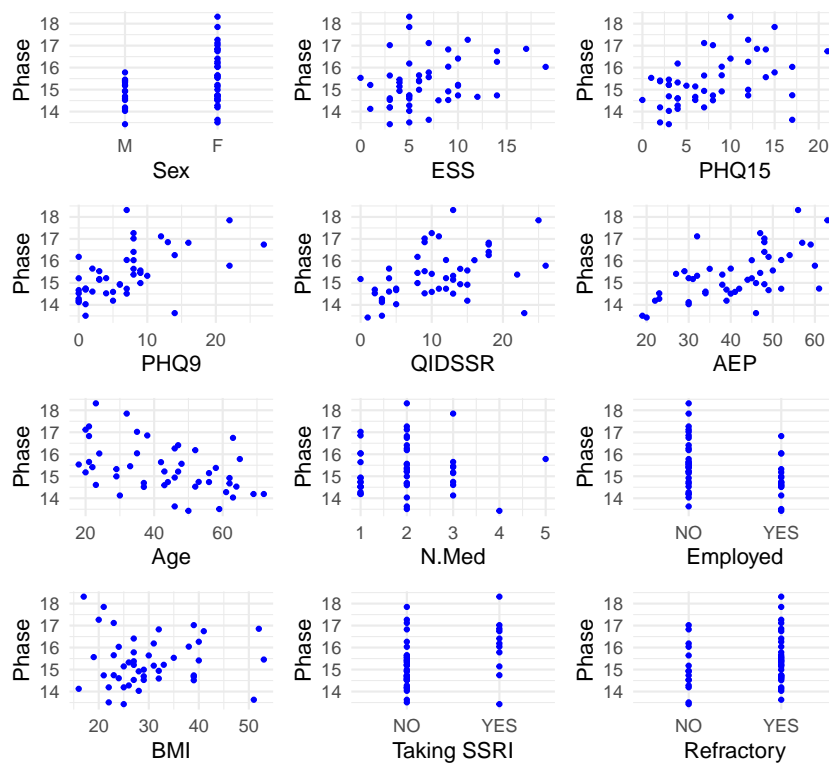 Phase
18
17
16
15
14
M F
Sex
Phase
18
17
16
15
14
0 5 10 15
ESS
Phase
18
17
16
15
14
0 5 10 15 20
PHQ15
Phase
18
17
16
15
14
0 10 20
PHQ9
Phase
18
17
16
15
14
0 10 20
QIDSSR
Phase
18
17
16
15
14
20 30 40 50 60
AEP
Phase
18
17
16
15
14
20 40 60
Age
Phase
18
17
16
15
14
1 2 3 4 5
N.Med
Phase
18
17
16
15
14
NO YES
Employed
Phase
18
17
16
15
14
20 30 40 50
BMI
Phase
18
17
16
15
14
NO YES
Taking SSRI
Phase
18
17
16
15
14
NO YES
Refractory